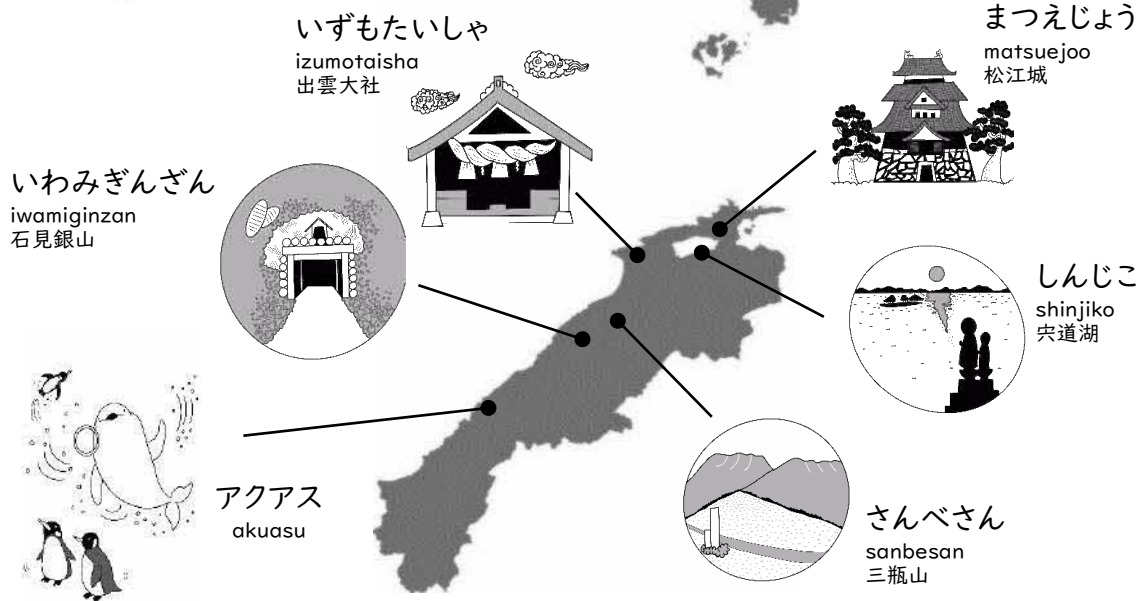 いずもたいしゃ
izumotaisha
出雲大社
まつえじょう
matsuejoo
松江城
いわみぎんざん
iwamiginzan
石見銀山
しんじこ
shinjiko
宍道湖
アクアス
akuasu
さんべさん
sanbesan
三瓶山